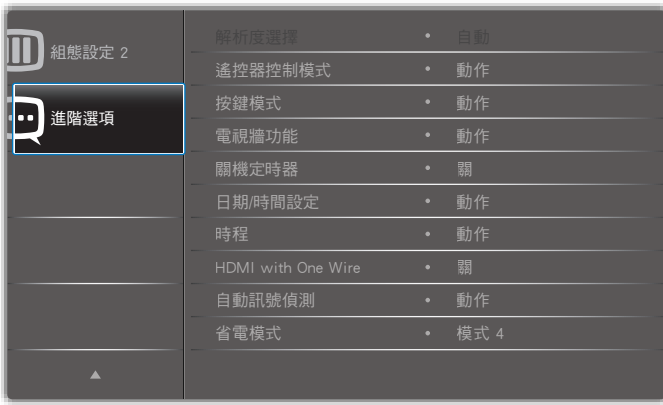 組態設定 2
進階選項
解析度選擇 • 自動
遙控器控制模式 • 動作
按鍵模式 • 動作
電視牆功能 • 動作
關機定時器 • 關
日期/時間設定 • 動作
時程 • 動作
HDMI with One Wire • 關
自動訊號偵測 • 動作
省電模式 • 模式 4